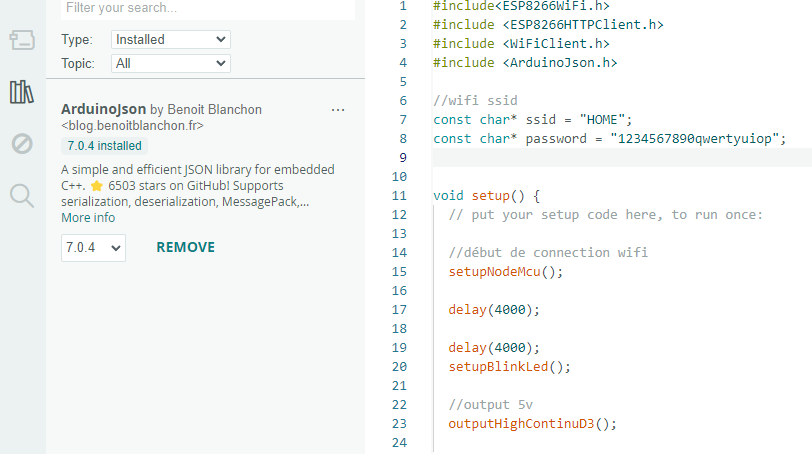 Filter your search...
Type: Installed
Topic: All
ArduinoJson by Benoit Blanchon
<blog.benoitblanchon.fr>
7.0.4 installed
A simple and efficient JSON library for embedded
C++. ⭐ 6503 stars on GitHub! Supports
serialization, deserialization, MessagePack,...
More info
7.0.4 REMOVE
1 #include<ESP8266WiFi.h>
2 #include <ESP8266HTTPClient.h>
3 #include <WiFiClient.h>
4 #include <ArduinoJson.h>
5
6 //wifi ssid
7 const char* ssid = "HOME";
8 const char* password = "1234567890qwertyuiop";
9
10
11 void setup() {
12 // put your setup code here, to run once:
13
14 //début de connection wifi
15 setupNodeMcu();
16
17 delay(4000);
18
19 delay(4000);
20 setupBlinkLed();
21
22 //output 5v
23 outputHighContinuD3();
24